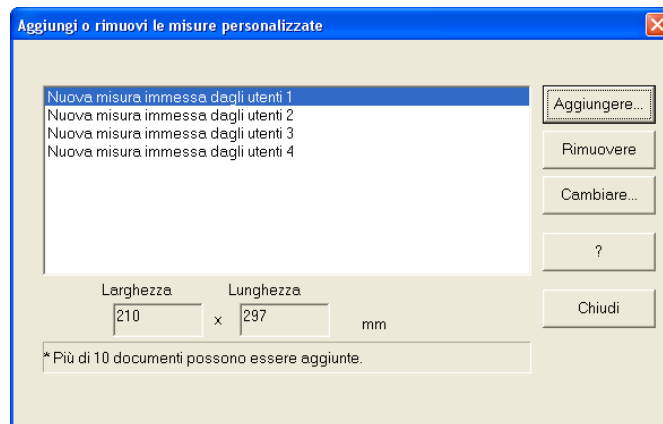 Aggiungi o rimuovi le misure personalizzate
Nuova misura immessa dagli utenti 1
Nuova misura immessa dagli utenti 2
Nuova misura immessa dagli utenti 3
Nuova misura immessa dagli utenti 4
Aggiungere...
Rimuovere
Cambiare...
?
Chiudi
Larghezza Lunghezza
210 x 297 mm
* Più di 10 documenti possono essere aggiunte.